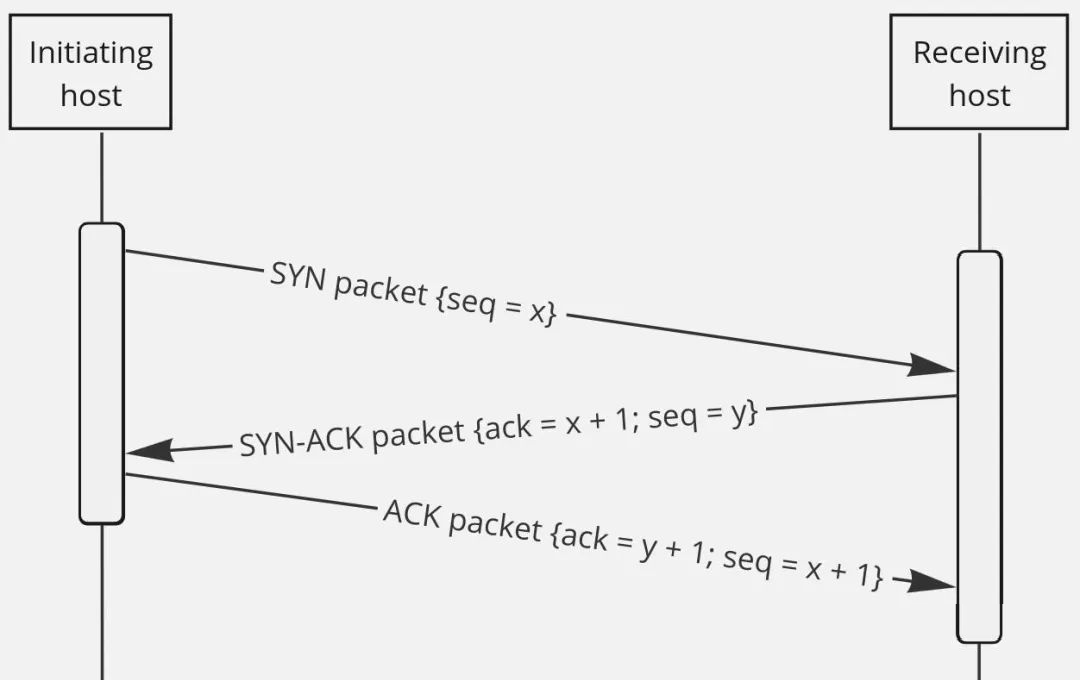 Initiating
host
Receiving
host
SYN packet {seq = x}
SYN-ACK packet {ack = x + 1; seq = y}
ACK packet {ack = y + 1; seq = x + 1}